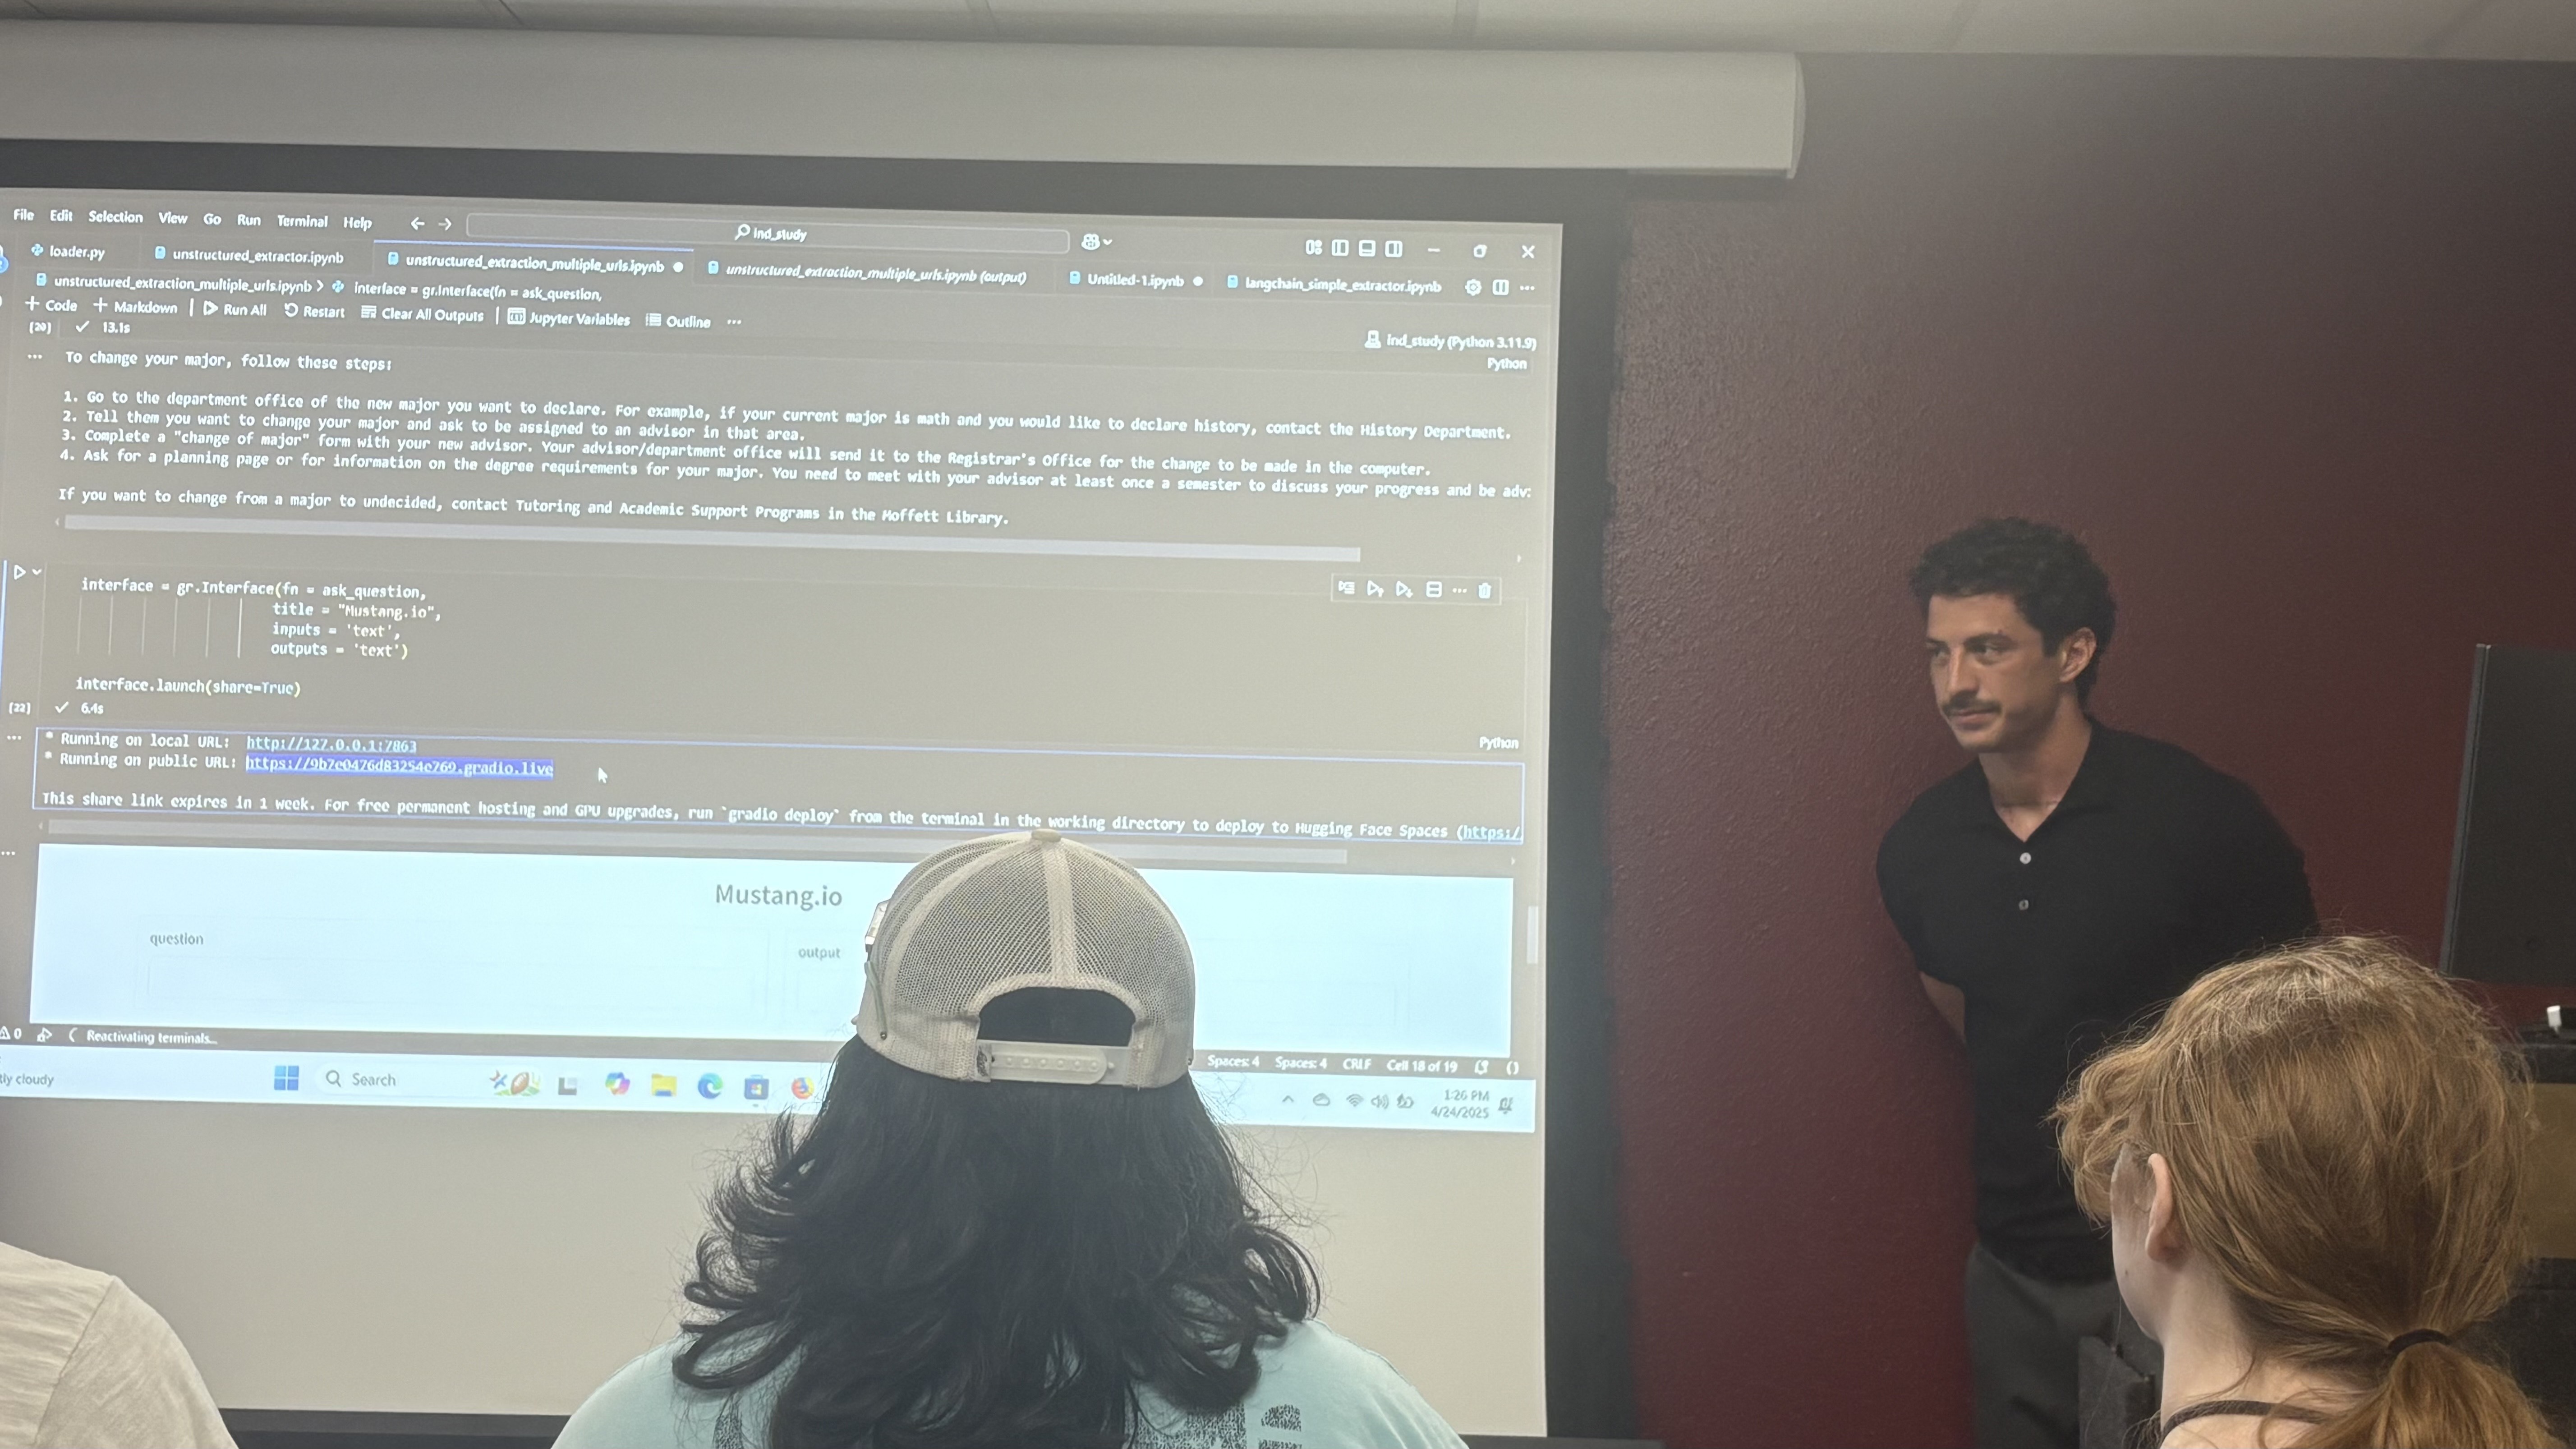 File Edit Selection View Go Run Terminal Help
ind_study
loader.py unstructured_extractor.ipynb unstructured_extraction_multiple_urls.ipynb unstructured_extraction_multiple_urls.ipynb (output) Untitled-1.ipynb langchain_simple_extractor.ipynb
unstructured_extraction_multiple_urls.ipynb > interface = gr.Interface(fn = ask_question,
+ Code + Markdown | Run All Restart Clear All Outputs | Jupyter Variables Outline ...
ind_study (Python 3.11.9)
[20] ✓ 13.1s
Python
... To change your major, follow these steps:
1. Go to the department office of the new major you want to declare. For example, if your current major is math and you would like to declare history, contact the History Department.
2. Tell them you want to change your major and ask to be assigned to an advisor in that area.
3. Complete a "change of major" form with your new advisor. Your advisor/department office will send it to the Registrar's Office for the change to be made in the computer.
4. Ask for a planning page or for information on the degree requirements for your major. You need to meet with your advisor at least once a semester to discuss your progress and be adv:
If you want to change from a major to undecided, contact Tutoring and Academic Support Programs in the Moffett Library.
interface = gr.Interface(fn = ask_question,
title = "Mustang.io",
inputs = 'text',
outputs = 'text')
interface.launch(share=True)
[22] ✓ 6.4s
Python
... * Running on local URL: http://127.0.0.1:7863
* Running on public URL: https://9b7e0476d83254e769.gradio.live
This share link expires in 1 week. For free permanent hosting and GPU upgrades, run `gradio deploy` from the terminal in the working directory to deploy to Hugging Face Spaces (https:/
...
Mustang.io
question
output
0 Reactivating terminals...
Spaces: 4 Spaces: 4 CRLF Cell 18 of 19
tly cloudy
Search
1:26 PM
4/24/2025